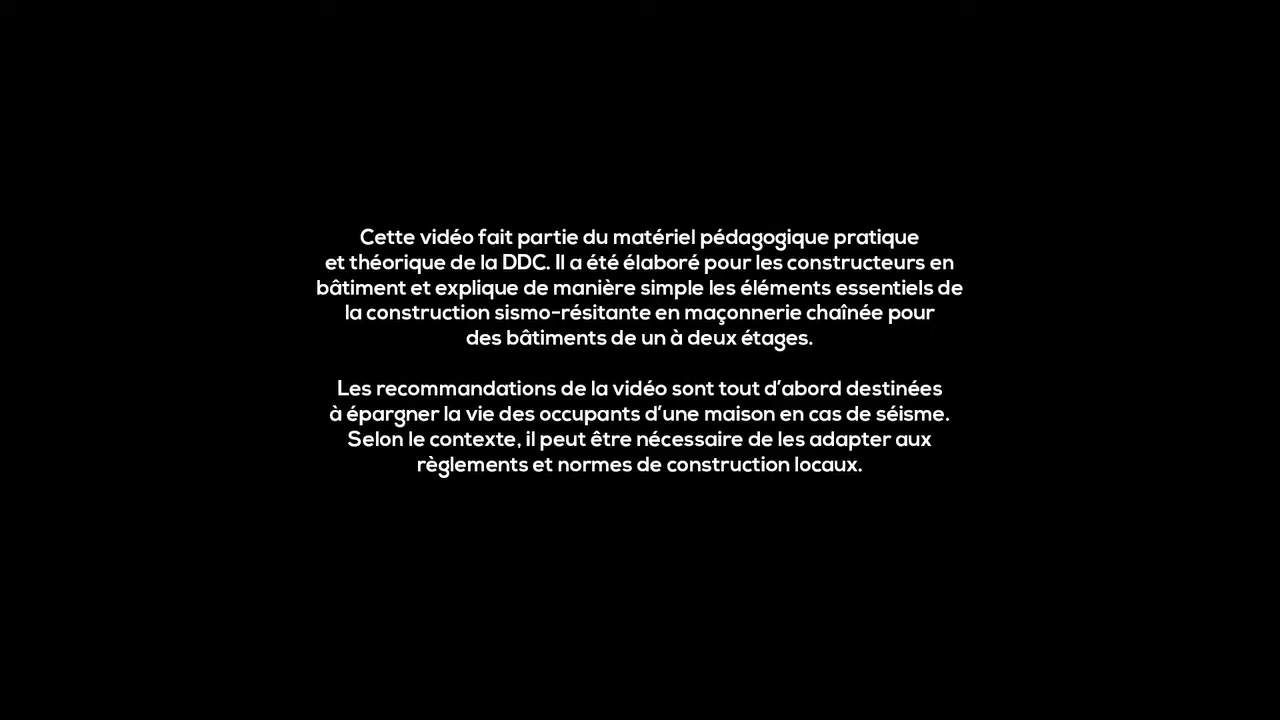 Cette vidéo fait partie du matériel pédagogique pratique
et théorique de la DDC. Il a été élaboré pour les constructeurs en
bâtiment et explique de manière simple les éléments essentiels de
la construction sismo-résitante en maçonnerie chaînée pour
des bâtiments de un à deux étages.
Les recommandations de la vidéo sont tout d’abord destinées
à épargner la vie des occupants d’une maison en cas de séisme.
Selon le contexte, il peut être nécessaire de les adapter aux
règlements et normes de construction locaux.